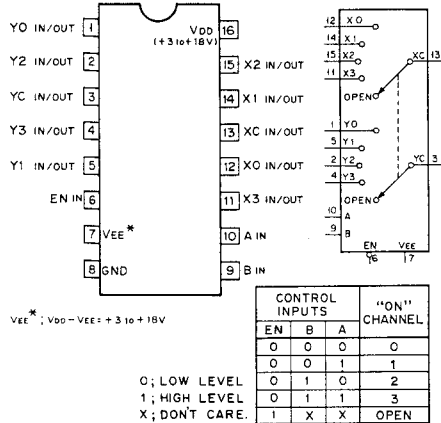 Y0 IN/OUT 1
VDD 16
(+3 to +18V)
Y2 IN/OUT 2
15 X2 IN/OUT
YC IN/OUT 3
14 X1 IN/OUT
Y3 IN/OUT 4
13 XC IN/OUT
Y1 IN/OUT 5
12 X0 IN/OUT
EN IN 6
11 X3 IN/OUT
7 VEE*
10 A IN
8 GND
9 B IN
VEE*; VDD-VEE=+3 to +18V
12 X0
14 X1
15 X2
XC 13
11 X3
OPEN
1 Y0
5 Y1
2 Y2
YC 3
4 Y3
OPEN
10 A
9 B
EN VEE
6 7
CONTROL INPUTS "ON" CHANNEL
EN B A
0 0 0 0
0 0 1 1
0 1 0 2
0 1 1 3
1 X X OPEN
0; LOW LEVEL
1; HIGH LEVEL
X; DON'T CARE.